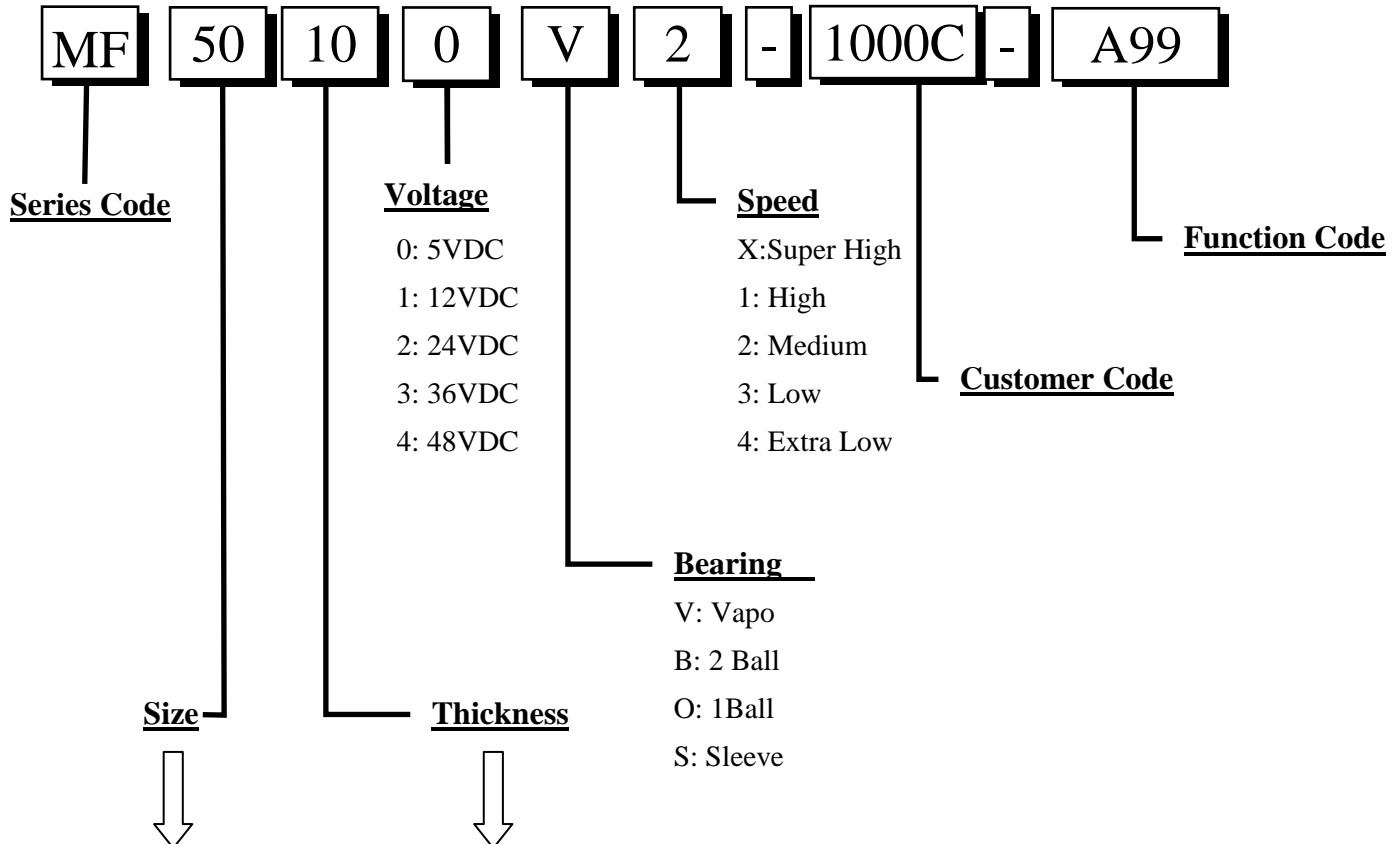 MF 50 10 0 V 2 - 1000C - A99
Series Code
Voltage
0: 5VDC
1: 12VDC
2: 24VDC
3: 36VDC
4: 48VDC
Speed
X:Super High
1: High
2: Medium
3: Low
4: Extra Low
Function Code
Customer Code
Bearing
V: Vapo
B: 2 Ball
O: 1Ball
S: Sleeve
Size
Thickness